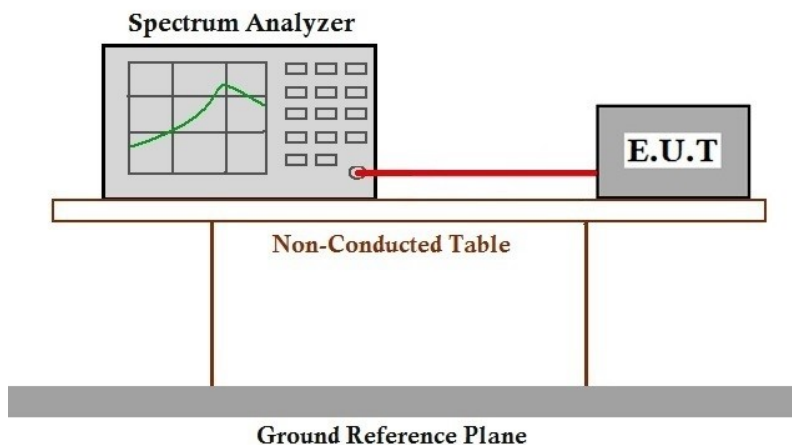 Spectrum Analyzer
E.U.T
Non-Conducted Table
Ground Reference Plane